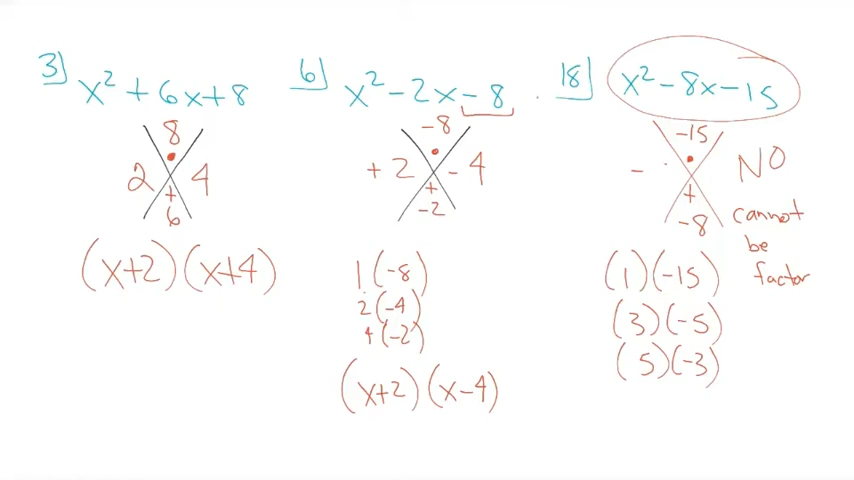 3] x² + 6x + 8
8
2 4
+
6
(x+2)(x+4)
6] x² - 2x - 8
-8
+2 -4
+
-2
1(-8)
2(-4)
4(-2)
(x+2)(x-4)
18] x² - 8x - 15
-15
-
+
-8
NO
cannot
be
factor
(1)(-15)
(3)(-5)
(5)(-3)